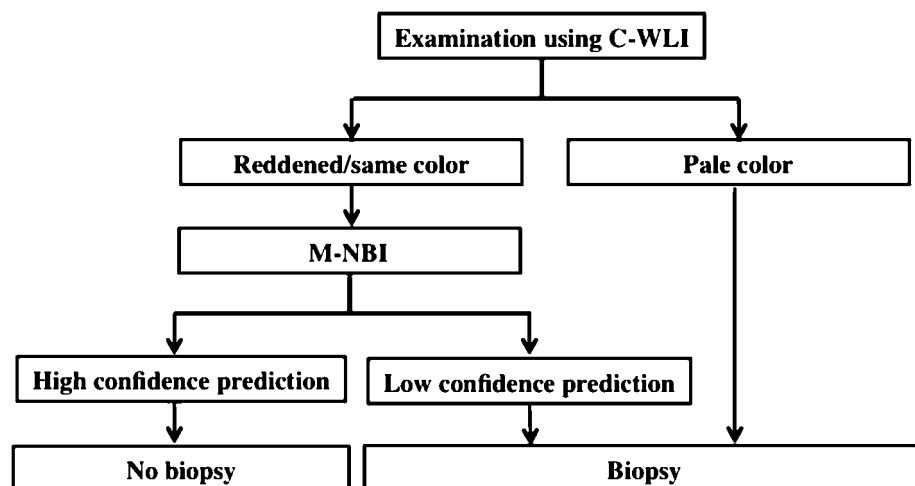 Examination using C-WLI
Reddened/same color
Pale color
M-NBI
High confidence prediction
Low confidence prediction
No biopsy
Biopsy